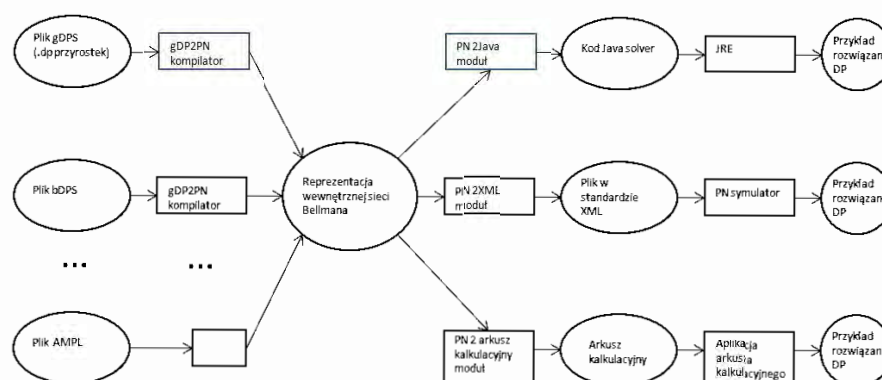 Plik gDPS
(.dp przyrostek)
gDP2PN
kompilator
PN 2Java
moduł
Kod Java solver
JRE
Przykład
rozwiązan
DP
Plik bDPS
gDP2PN
kompilator
Reprezentacja
wewnętrznej sieci
Bellmana
PN 2XML
moduł
Plik w
standardzie
XML
PN symulator
Przykład
rozwiązan
DP
...
...
Plik AMPL
PN 2 arkusz
kalkulacyjny
moduł
Arkusz
kalkulacyjny
Aplikacja
arkusza
kalkulacyjnego
Przykład
rozwiązan
DP